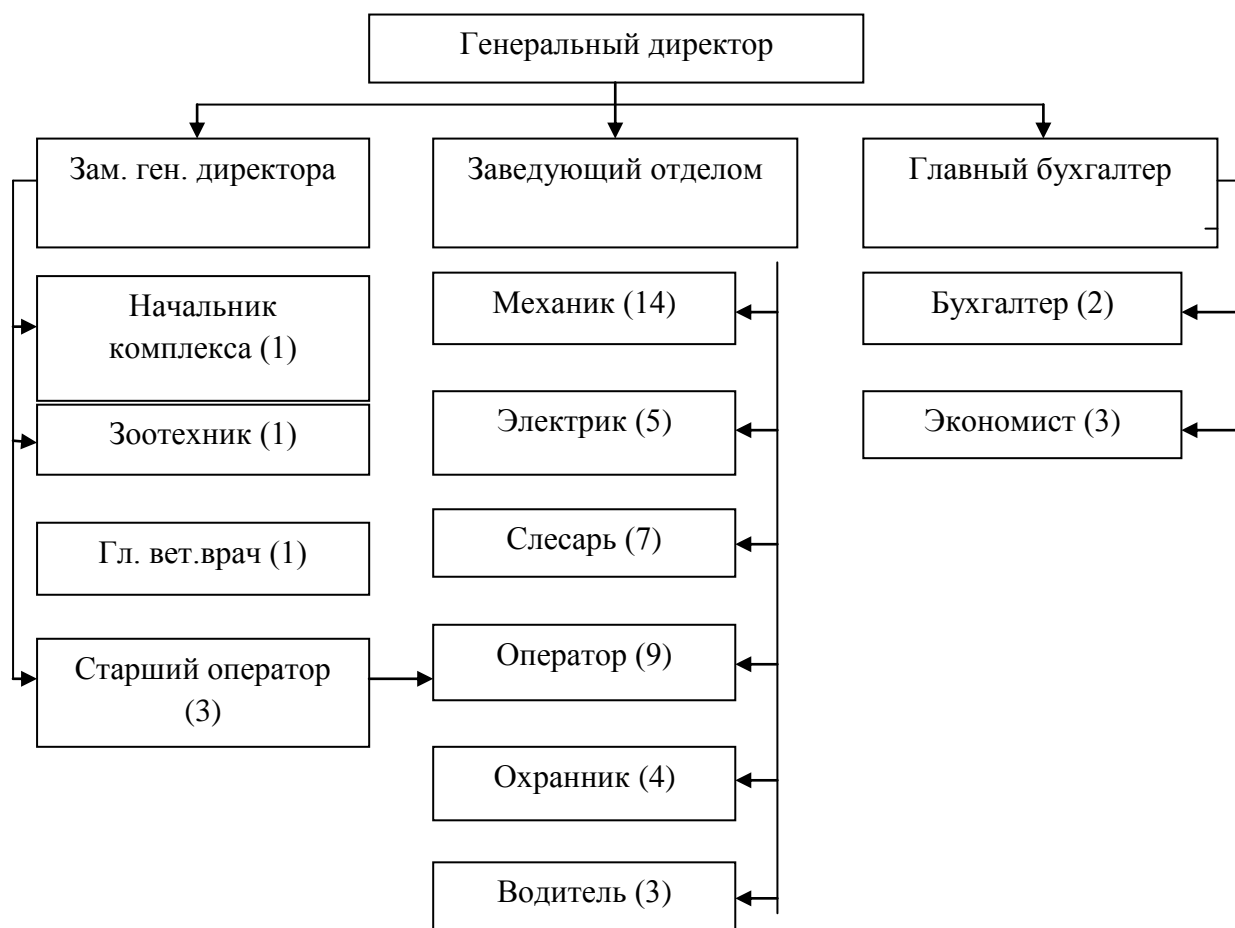 Генеральный директор
Зам. ген. директора
Заведующий отделом
Главный бухгалтер
Начальник
комплекса (1)
Механик (14)
Бухгалтер (2)
Зоотехник (1)
Электрик (5)
Экономист (3)
Гл. вет.врач (1)
Слесарь (7)
Старший оператор
(3)
Оператор (9)
Охранник (4)
Водитель (3)